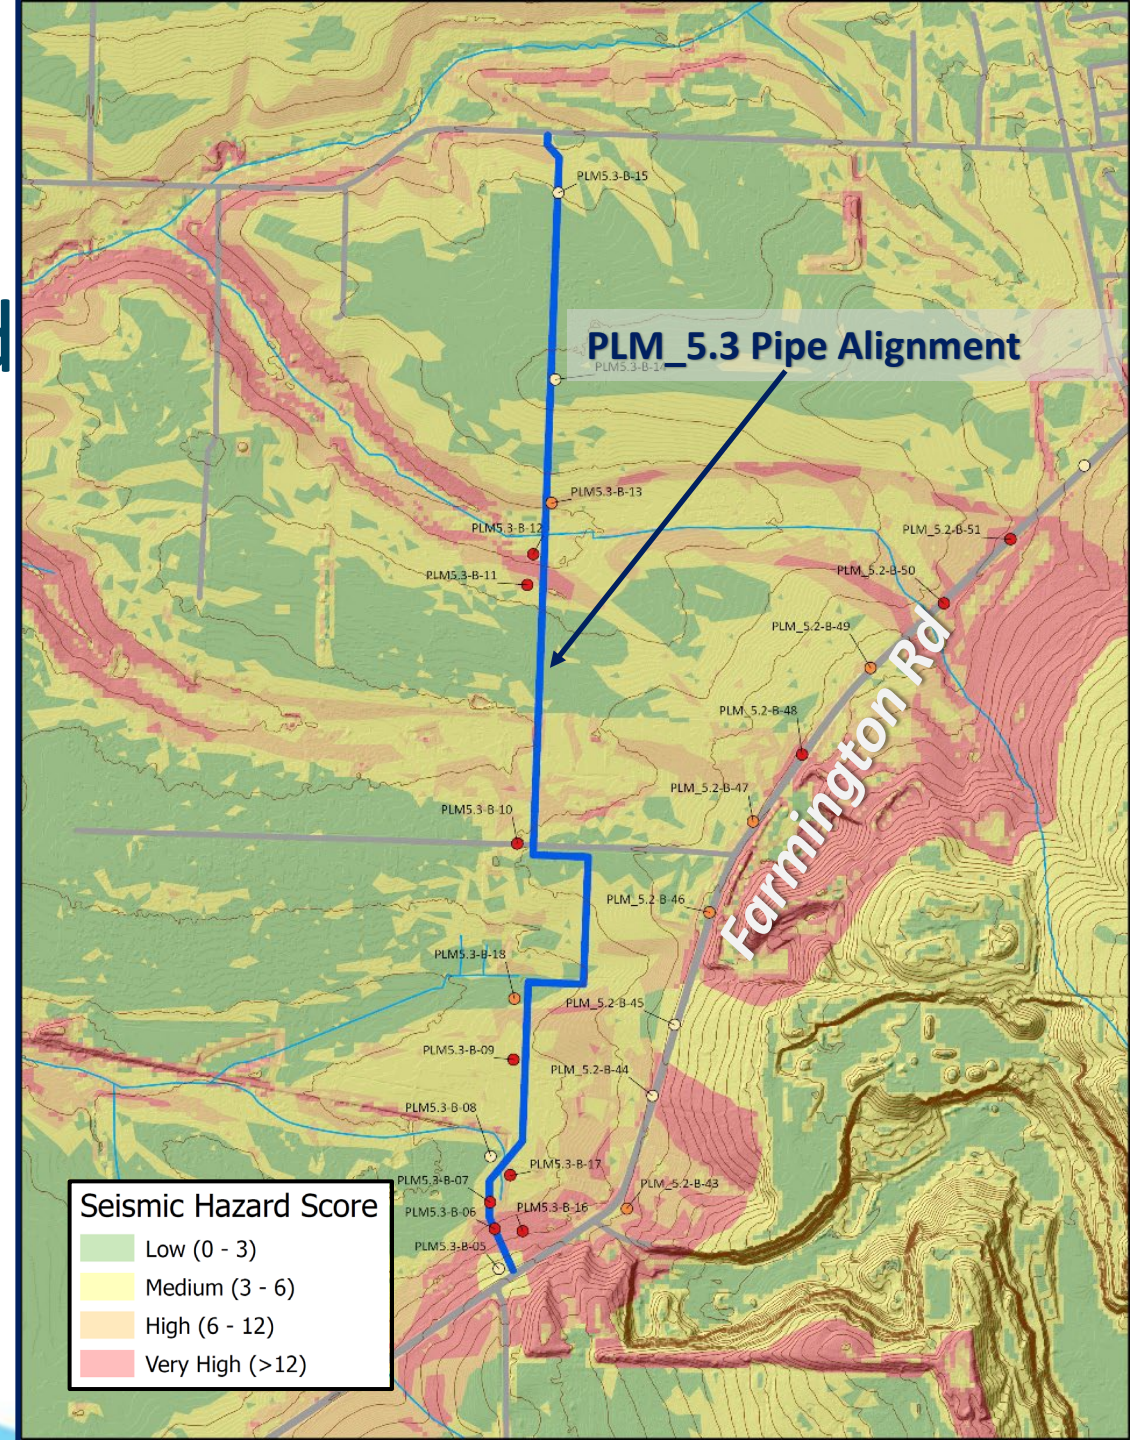 d
PLM5.3-B-15
PLM_5.3 Pipe Alignment
PLM5.3-B-14
PLM5.3-B-13
PLM5.3-B-12
PLM_5.2-B-51
PLM5.3-B-11
PLM_5.2-B-50
PLM_5.2-B-49
Farmington Rd
PLM_5.2-B-48
PLM_5.2-B-47
PLM5.3-B-10
PLM_5.2-B-46
PLM5.3-B-18
PLM_5.2-B-45
PLM5.3-B-09
PLM_5.2-B-44
PLM5.3-B-08
PLM5.3-B-17
PLM5.3-B-07
PLM_5.2-B-43
PLM5.3-B-06
PLM5.3-B-16
PLM5.3-B-05
Seismic Hazard Score
Low (0 - 3)
Medium (3 - 6)
High (6 - 12)
Very High (>12)